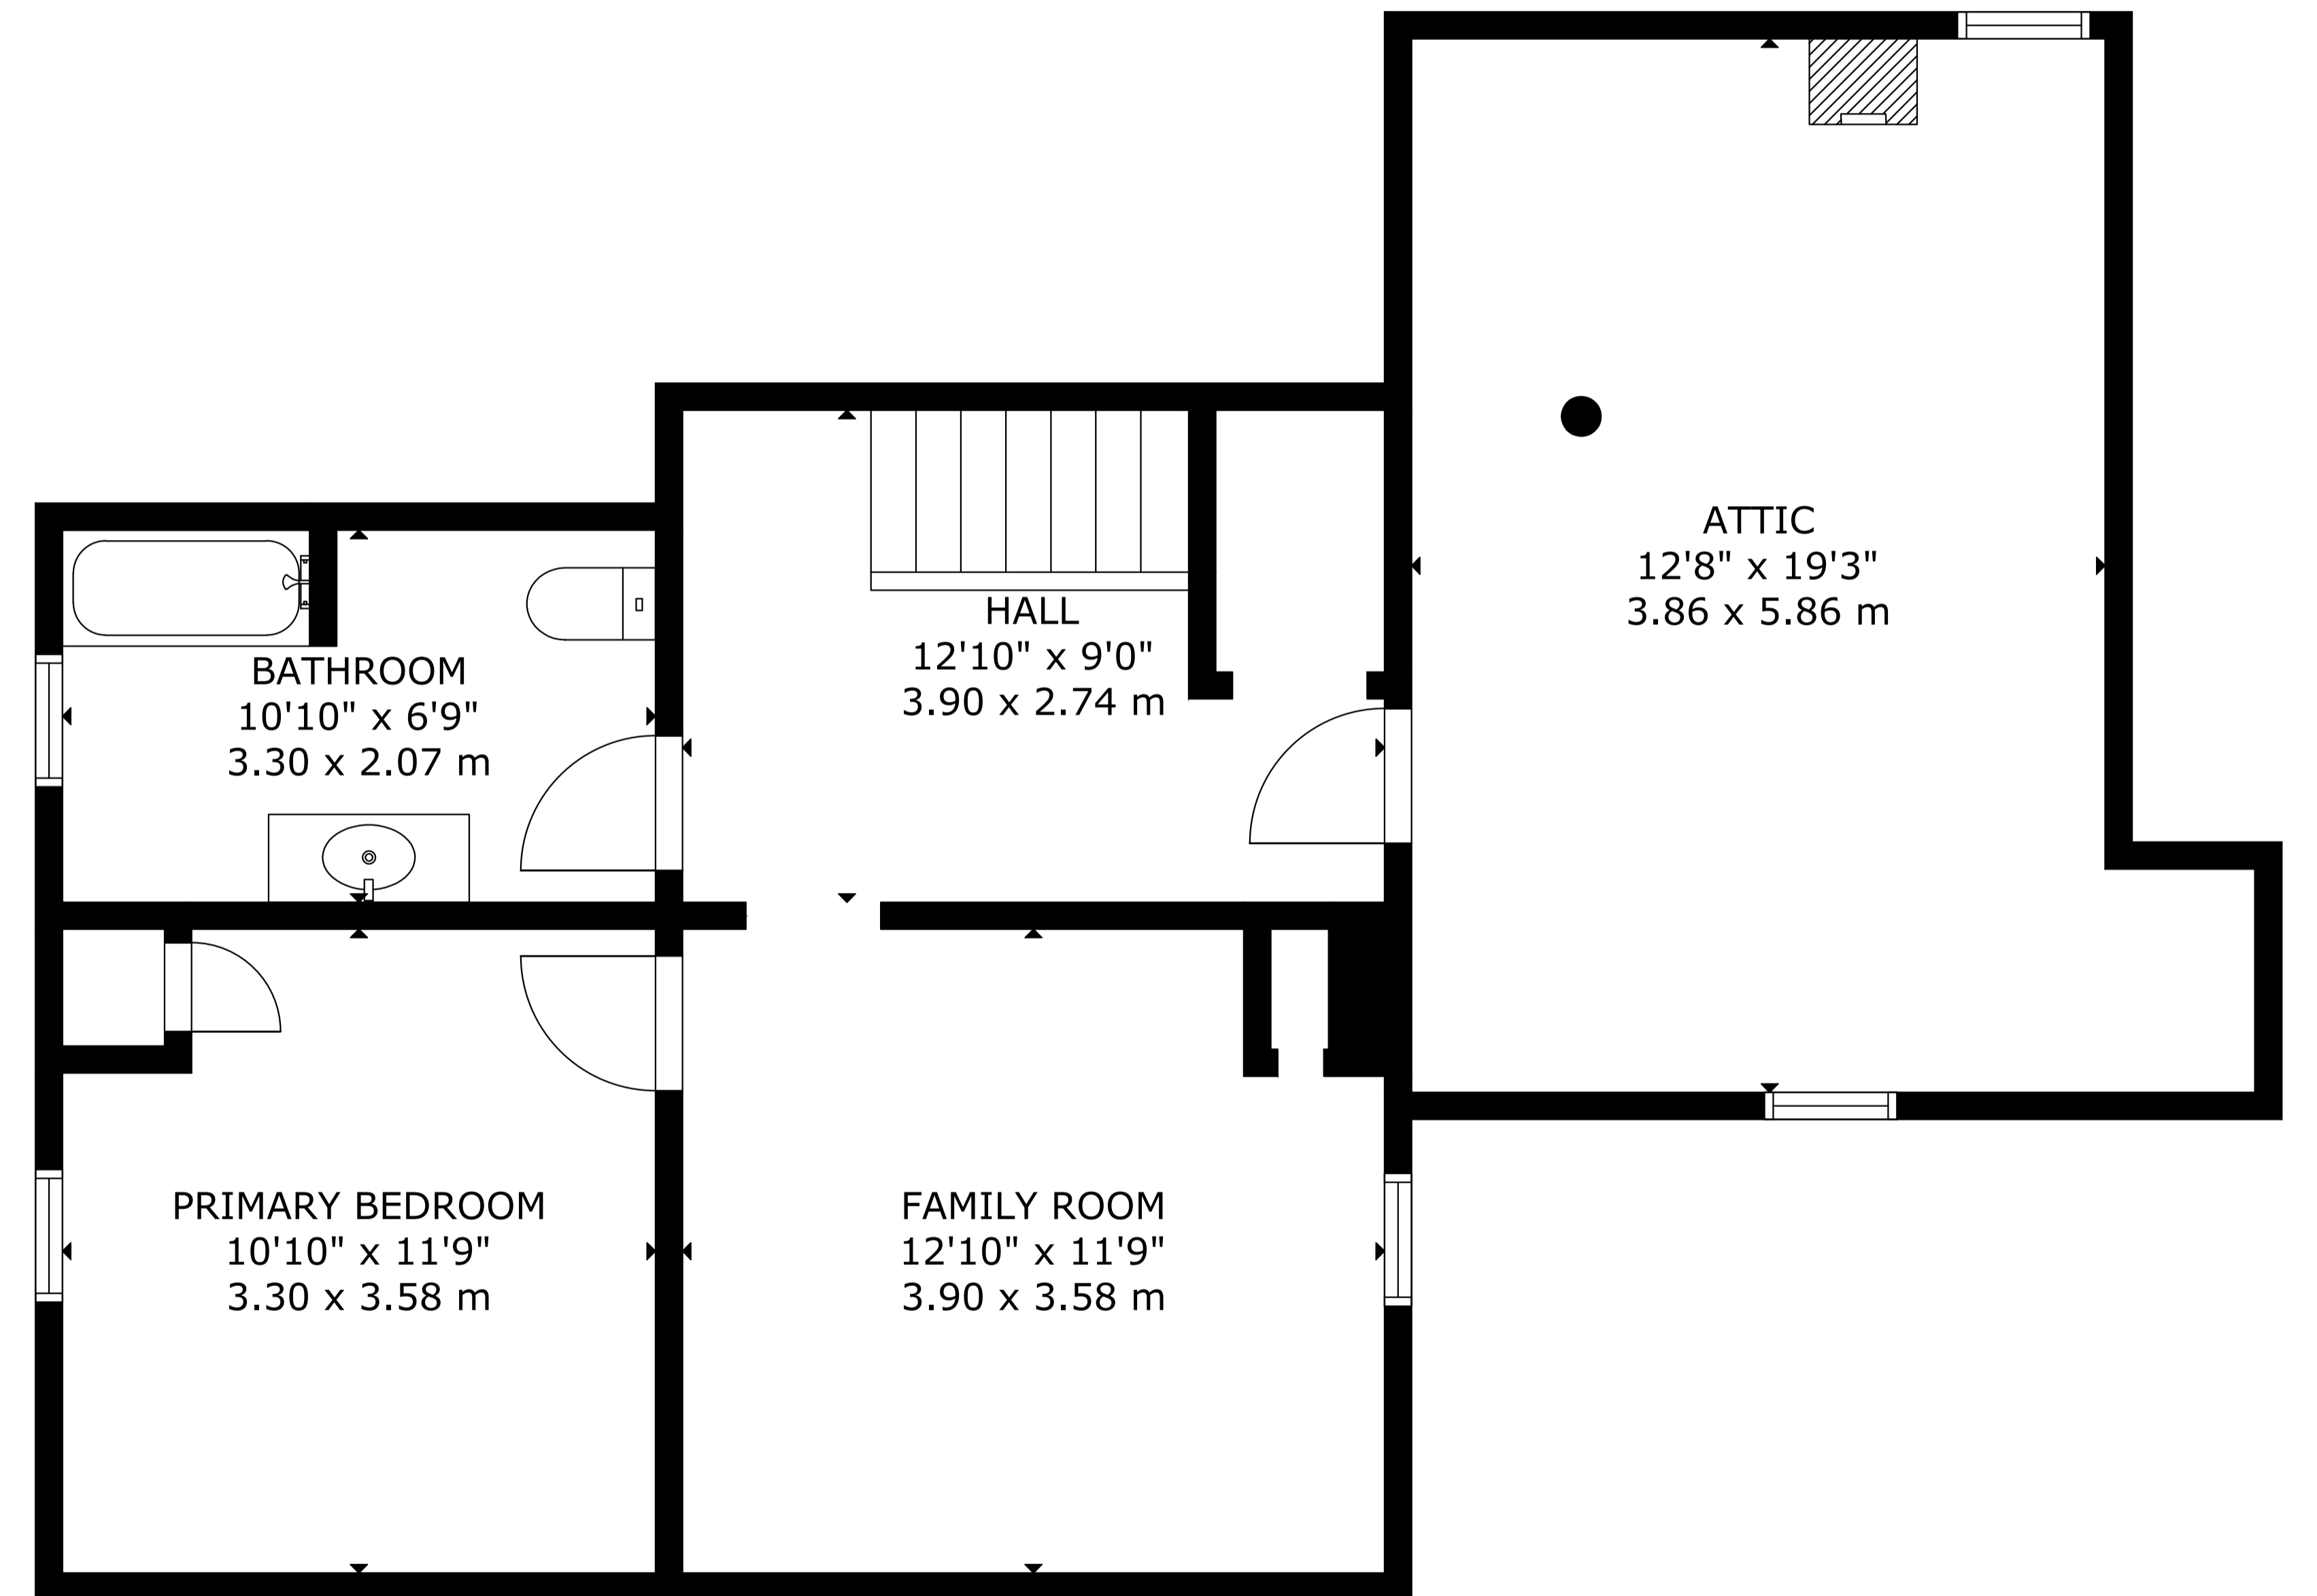 ATTIC
12'8" x 19'3"
3.86 x 5.86 m
HALL
12'10" x 9'0"
3.90 x 2.74 m
BATHROOM
10'10" x 6'9"
3.30 x 2.07 m
PRIMARY BEDROOM
10'10" x 11'9"
3.30 x 3.58 m
FAMILY ROOM
12'10" x 11'9"
3.90 x 3.58 m